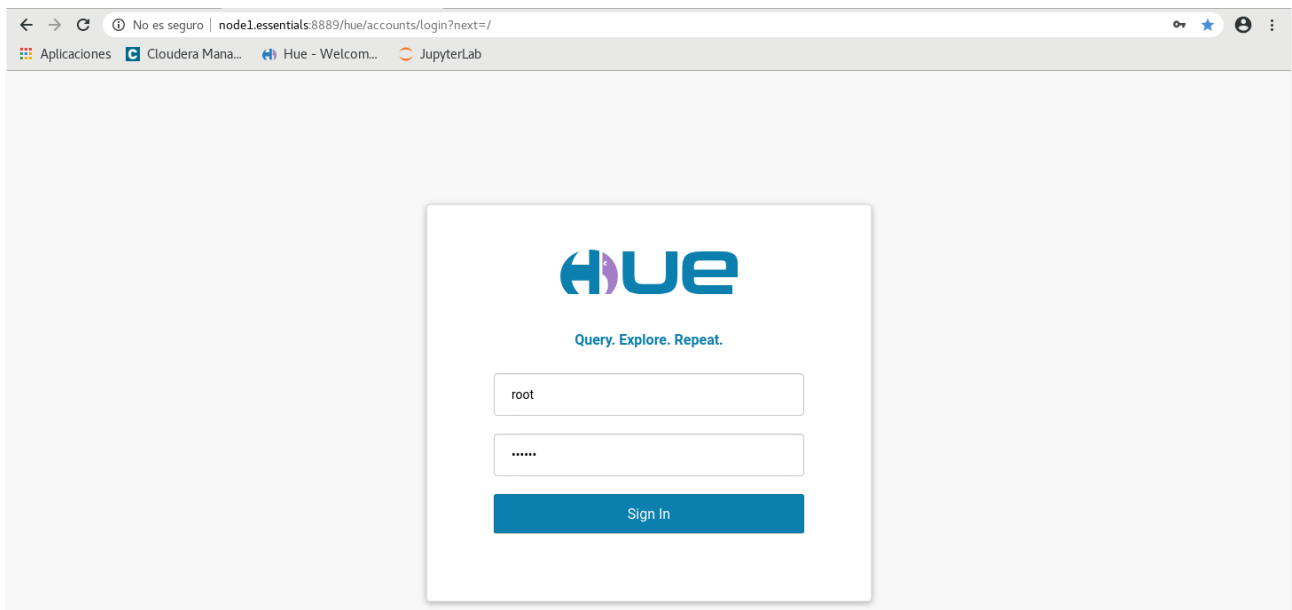 No es seguro | node1.essentials:8889/hue/accounts/login?next=/
Aplicaciones Cloudera Mana... Hue - Welcom... JupyterLab
HUE
Query. Explore. Repeat.
root
••••••
Sign In